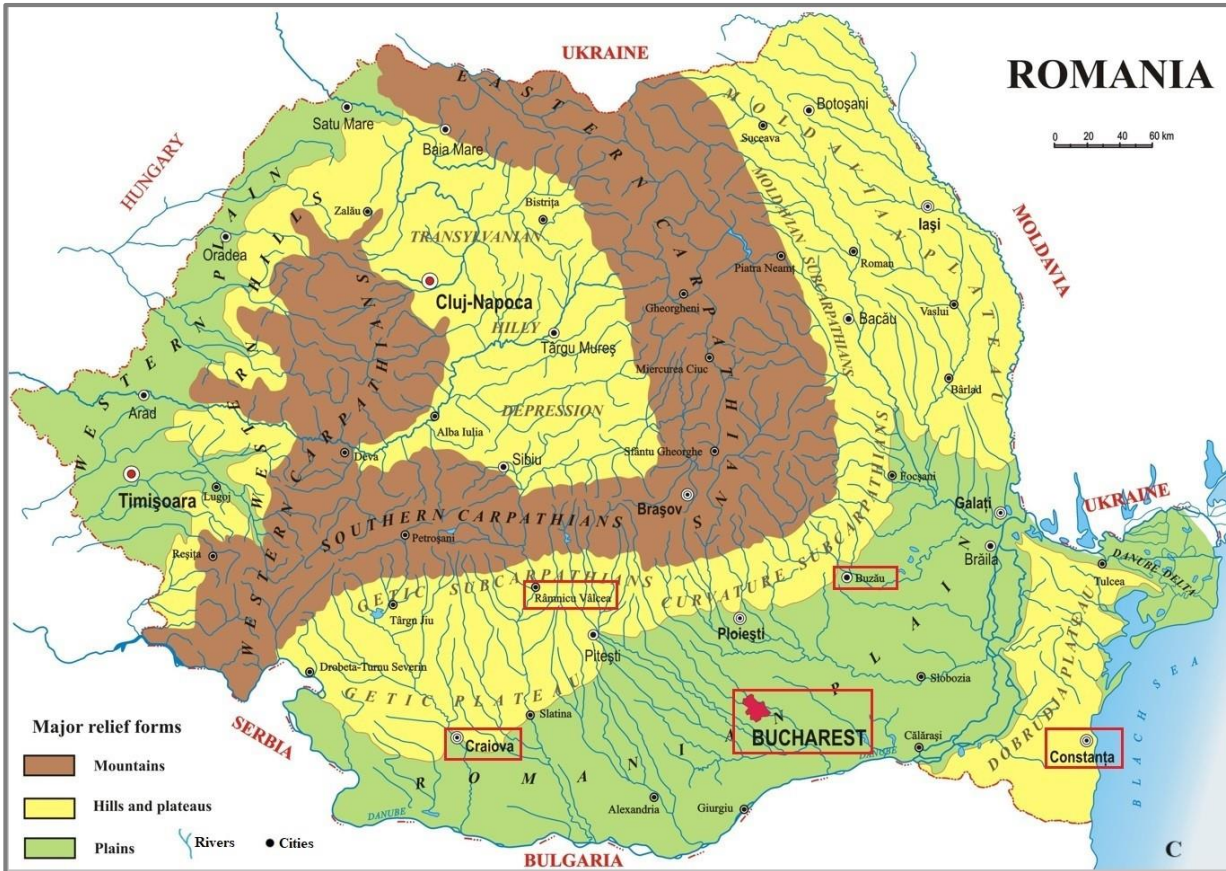 ROMANIA
0 20 40 60 km
UKRAINE
HUNGARY
MOLDAVIA
UKRAINE
SERBIA
BULGARIA
EASTERN CARPATHIANS
MOLDAVIAN PLATEAU
MOLDAVIAN SUBCARPATHIANS
WESTERN PLAIN
WESTERN HILLS
WESTERN CARPATHIANS
TRANSYLVANIAN
HILLY
DEPRESSION
SOUTHERN CARPATHIANS
GETIC SUBCARPATHIANS
CURVATURE SUBCARPATHIANS
GETIC PLATEAU
ROMANIAN PLAIN
DOBRUDJA PLATEAU
DANUBE DELTA
BLACH SEA
DANUBE
DANUBE
Satu Mare
Baia Mare
Botoşani
Suceava
Zalău
Bistriţa
Iaşi
Oradea
Piatra Neamţ
Roman
Cluj-Napoca
Gheorgheni
Vaslui
Bacău
Târgu Mureş
Miercurea Ciuc
Bârlad
Arad
Alba Iulia
Deva
Sibiu
Sfântu Gheorghe
Focşani
Timişoara
Lugoj
Braşov
Galaţi
Reşiţa
Petroşani
Brăila
Tulcea
Buzău
Râmnicu Vâlcea
Târgn Jiu
Ploieşti
Piteşti
Drobeta-Turnu Severin
Slobozia
Slatina
Craiova
BUCHAREST
Călăraşi
Constanţa
Alexandria
Giurgiu
Major relief forms
Mountains
Hills and plateaus
Plains
Rivers
Cities
C